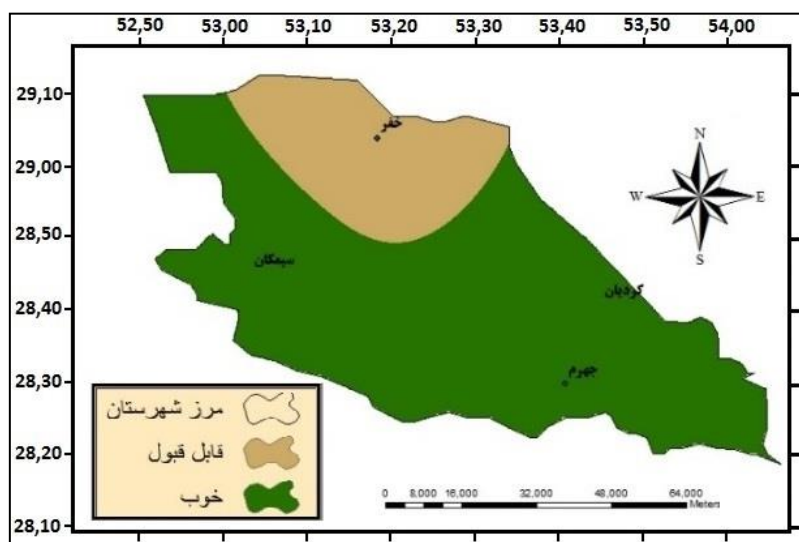 52,50 53,00 53,10 53,20 53,30 53,40 53,50 54,00
29,10
29,00
28,50
28,40
28,30
28,20
28,10
خفر
سیمکان
کردیان
جهرم
N
W E
S
مرز شهرستان
قابل قبول
خوب
0 8,000 16,000 32,000 48,000 64,000
Meters